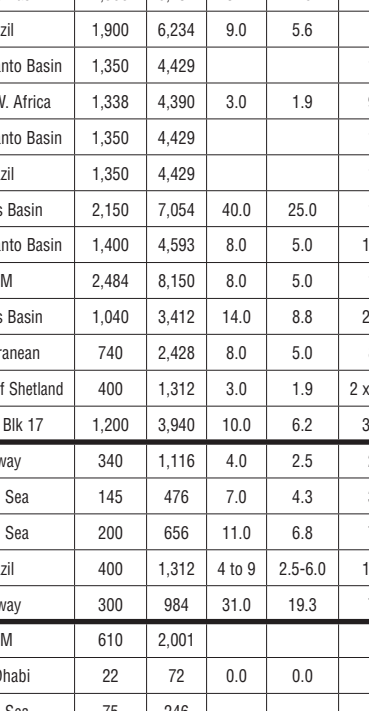 zil 1,900 6,234 9.0 5.6
nto Basin 1,350 4,429
V. Africa 1,338 4,390 3.0 1.9
nto Basin 1,350 4,429
zil 1,350 4,429
s Basin 2,150 7,054 40.0 25.0
anto Basin 1,400 4,593 8.0 5.0 1
M 2,484 8,150 8.0 5.0
s Basin 1,040 3,412 14.0 8.8 2
ranean 740 2,428 8.0 5.0
f Shetland 400 1,312 3.0 1.9 2 x
Blk 17 1,200 3,940 10.0 6.2 3
way 340 1,116 4.0 2.5
Sea 145 476 7.0 4.3
Sea 200 656 11.0 6.8
zil 400 1,312 4 to 9 2.5-6.0 1
way 300 984 31.0 19.3
M 610 2,001
Dhabi 22 72 0.0 0.0
Sea 75 246